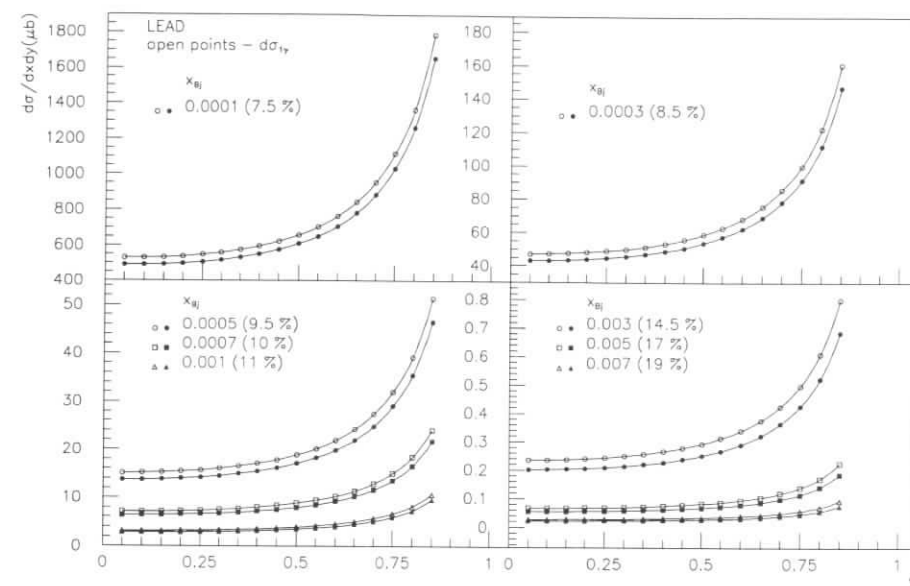 dσ/dxdy(μb)
1800
1600
1400
1200
1000
800
600
400
LEAD
open points – dσ₁ᵧ
x_Bj
0.0001 (7.5 %)
180
160
140
120
100
80
60
40
x_Bj
0.0003 (8.5 %)
50
40
30
20
10
0
x_Bj
0.0005 (9.5 %)
0.0007 (10 %)
0.001 (11 %)
0.8
0.7
0.6
0.5
0.4
0.3
0.2
0.1
0
x_Bj
0.003 (14.5 %)
0.005 (17 %)
0.007 (19 %)
0 0.25 0.5 0.75 1
0 0.25 0.5 0.75 1